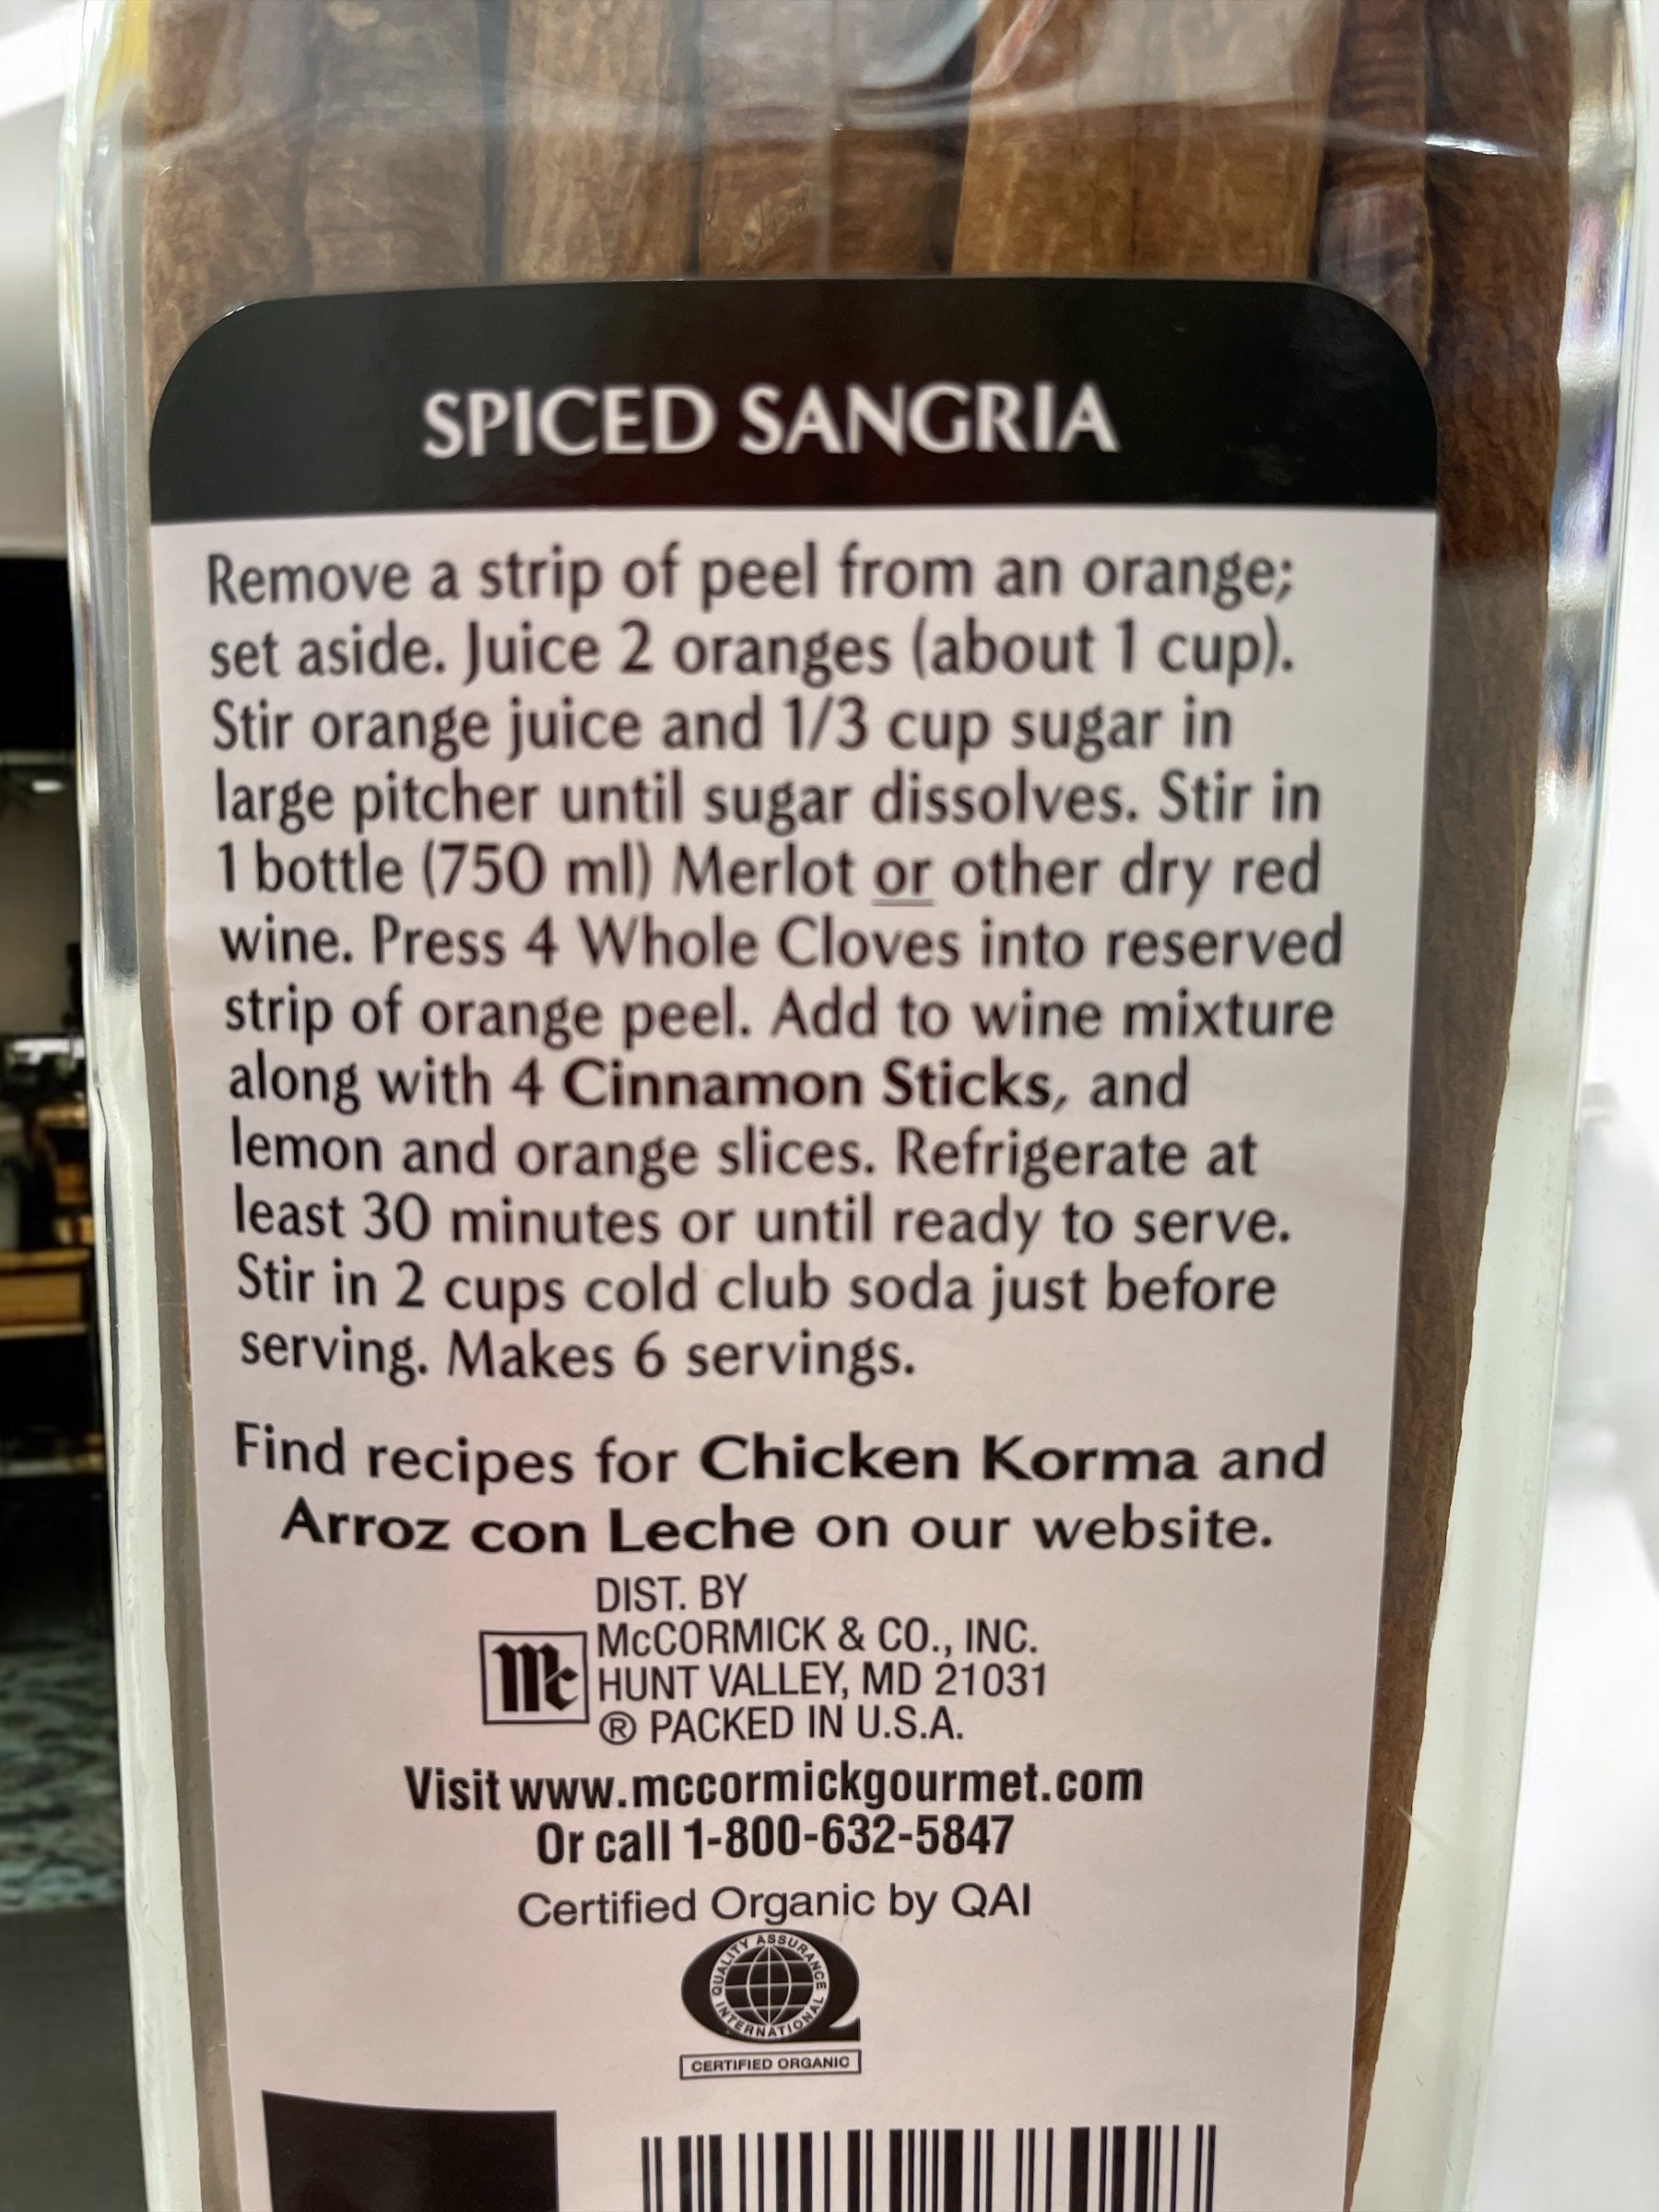 SPICED SANGRIA
Remove a strip of peel from an orange;
set aside. Juice 2 oranges (about 1 cup).
Stir orange juice and 1/3 cup sugar in
large pitcher until sugar dissolves. Stir in
1 bottle (750 ml) Merlot or other dry red
wine. Press 4 Whole Cloves into reserved
strip of orange peel. Add to wine mixture
along with 4 Cinnamon Sticks, and
lemon and orange slices. Refrigerate at
least 30 minutes or until ready to serve.
Stir in 2 cups cold club soda just before
serving. Makes 6 servings.
Find recipes for Chicken Korma and
Arroz con Leche on our website.
DIST. BY
Mc McCORMICK & CO., INC.
HUNT VALLEY, MD 21031
® PACKED IN U.S.A.
Visit www.mccormickgourmet.com
Or call 1-800-632-5847
Certified Organic by QAI
QUALITY ASSURANCE
INTERNATIONAL
CERTIFIED ORGANIC